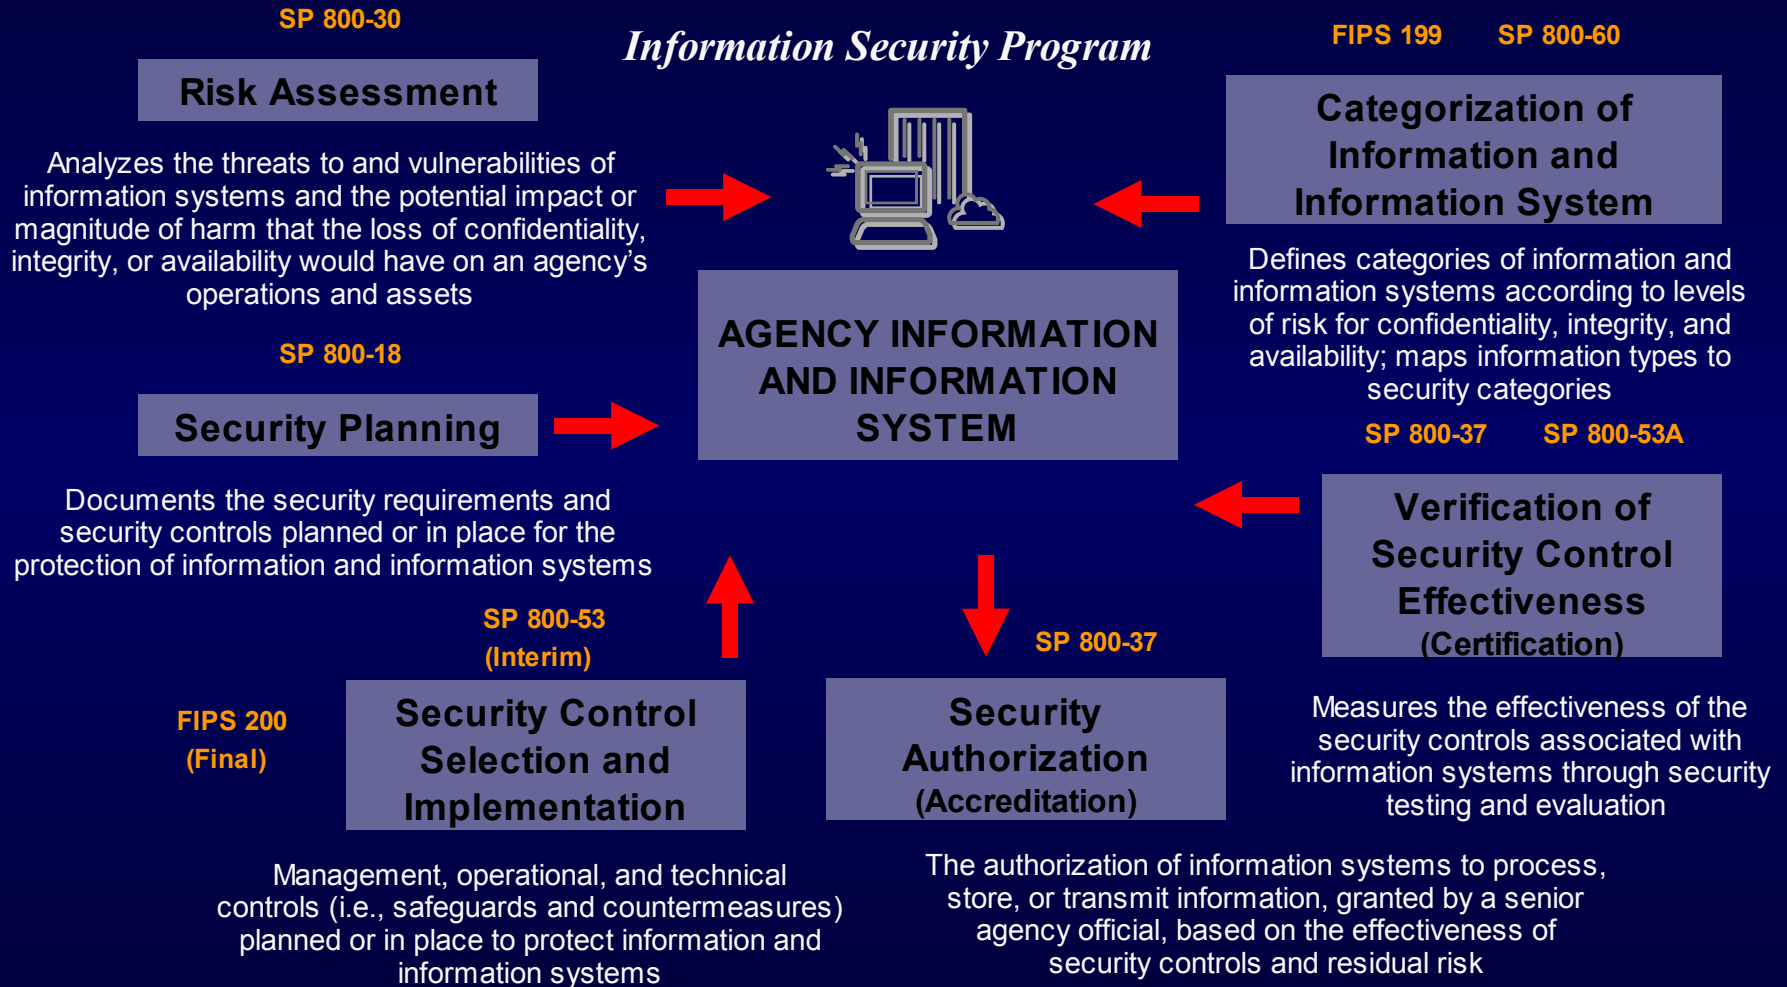 Information Security Program
SP 800-30
Risk Assessment
Analyzes the threats to and vulnerabilities of
information systems and the potential impact or
magnitude of harm that the loss of confidentiality,
integrity, or availability would have on an agency’s
operations and assets
SP 800-18
Security Planning
Documents the security requirements and
security controls planned or in place for the
protection of information and information systems
SP 800-53
(Interim)
FIPS 200
(Final)
Security Control
Selection and
Implementation
Management, operational, and technical
controls (i.e., safeguards and countermeasures)
planned or in place to protect information and
information systems
AGENCY INFORMATION
AND INFORMATION
SYSTEM
SP 800-37
Security
Authorization
(Accreditation)
The authorization of information systems to process,
store, or transmit information, granted by a senior
agency official, based on the effectiveness of
security controls and residual risk
FIPS 199 SP 800-60
Categorization of
Information and
Information System
Defines categories of information and
information systems according to levels
of risk for confidentiality, integrity, and
availability; maps information types to
security categories
SP 800-37 SP 800-53A
Verification of
Security Control
Effectiveness
(Certification)
Measures the effectiveness of the
security controls associated with
information systems through security
testing and evaluation